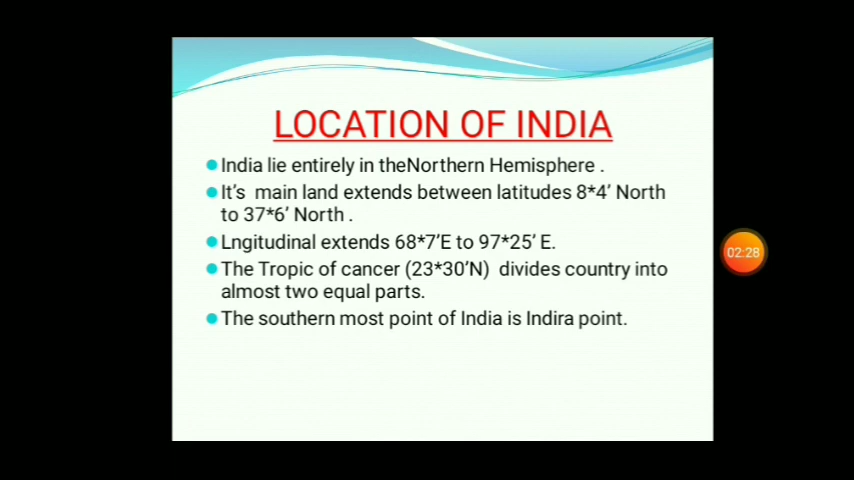 LOCATION OF INDIA
India lie entirely in theNorthern Hemisphere .
It's main land extends between latitudes 8*4' North
to 37*6' North .
Lngitudinal extends 68*7'E to 97*25' E.
The Tropic of cancer (23*30'N) divides country into
almost two equal parts.
The southern most point of India is Indira point.
02:28